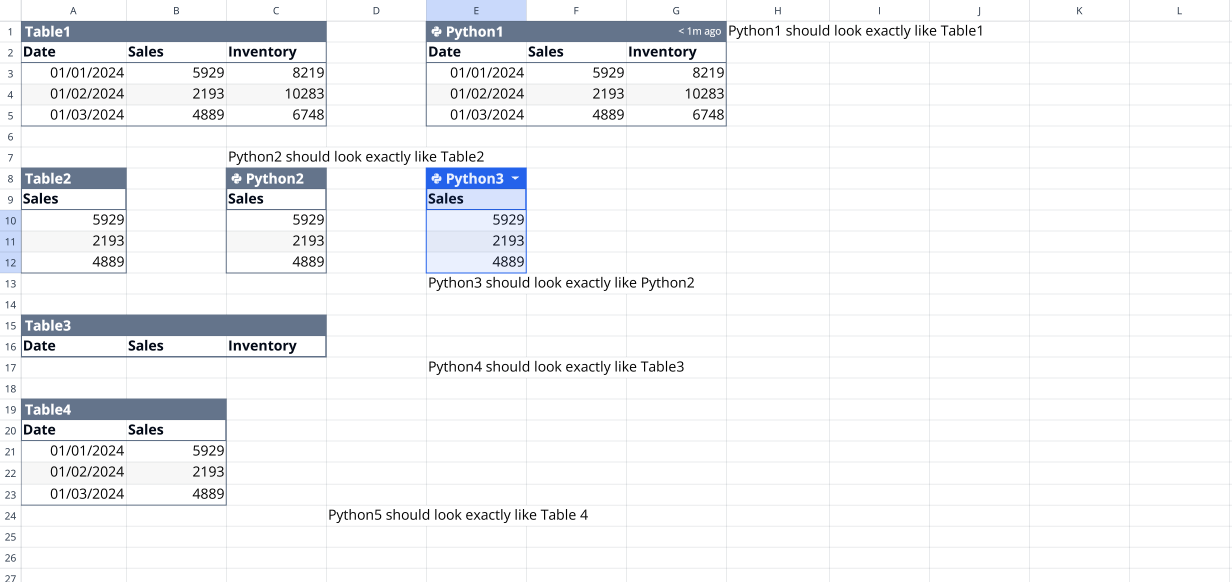 A B C D E F G H I J K L
1 Table1 Python1 < 1m ago Python1 should look exactly like Table1
2 Date Sales Inventory Date Sales Inventory
3 01/01/2024 5929 8219 01/01/2024 5929 8219
4 01/02/2024 2193 10283 01/02/2024 2193 10283
5 01/03/2024 4889 6748 01/03/2024 4889 6748
6
7 Python2 should look exactly like Table2
8 Table2 Python2 Python3
9 Sales Sales Sales
10 5929 5929 5929
11 2193 2193 2193
12 4889 4889 4889
13 Python3 should look exactly like Python2
14
15 Table3
16 Date Sales Inventory
17 Python4 should look exactly like Table3
18
19 Table4
20 Date Sales
21 01/01/2024 5929
22 01/02/2024 2193
23 01/03/2024 4889
24 Python5 should look exactly like Table 4
25
26
27